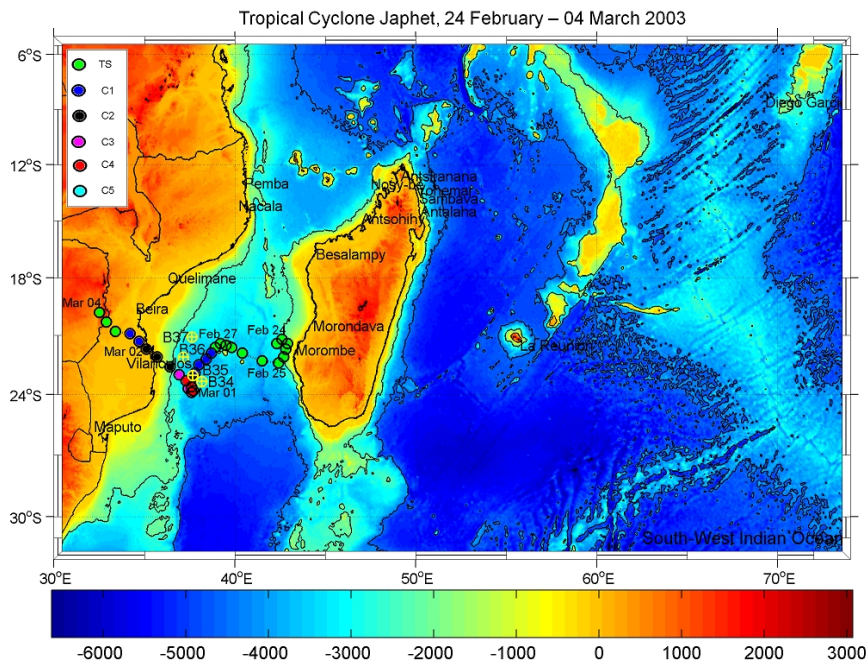 Tropical Cyclone Japhet, 24 February – 04 March 2003
6°S
12°S
18°S
24°S
30°S
TS
C1
C2
C3
C4
C5
Diego Garci
Pemba
Nacala
Antsiranana
Nosy-be
Vohemar
Sambava
Antalaha
Antsohihy
Besalampy
Quelimane
Mar 04
Beira
B37
Feb 27
Feb 24
Morondava
Mar 02
B36
Morombe
La Reunion
B35
Feb 25
B34
Mar 01
Maputo
South-West Indian Ocean
30°E
40°E
50°E
60°E
70°E
-6000
-5000
-4000
-3000
-2000
-1000
0
1000
2000
3000